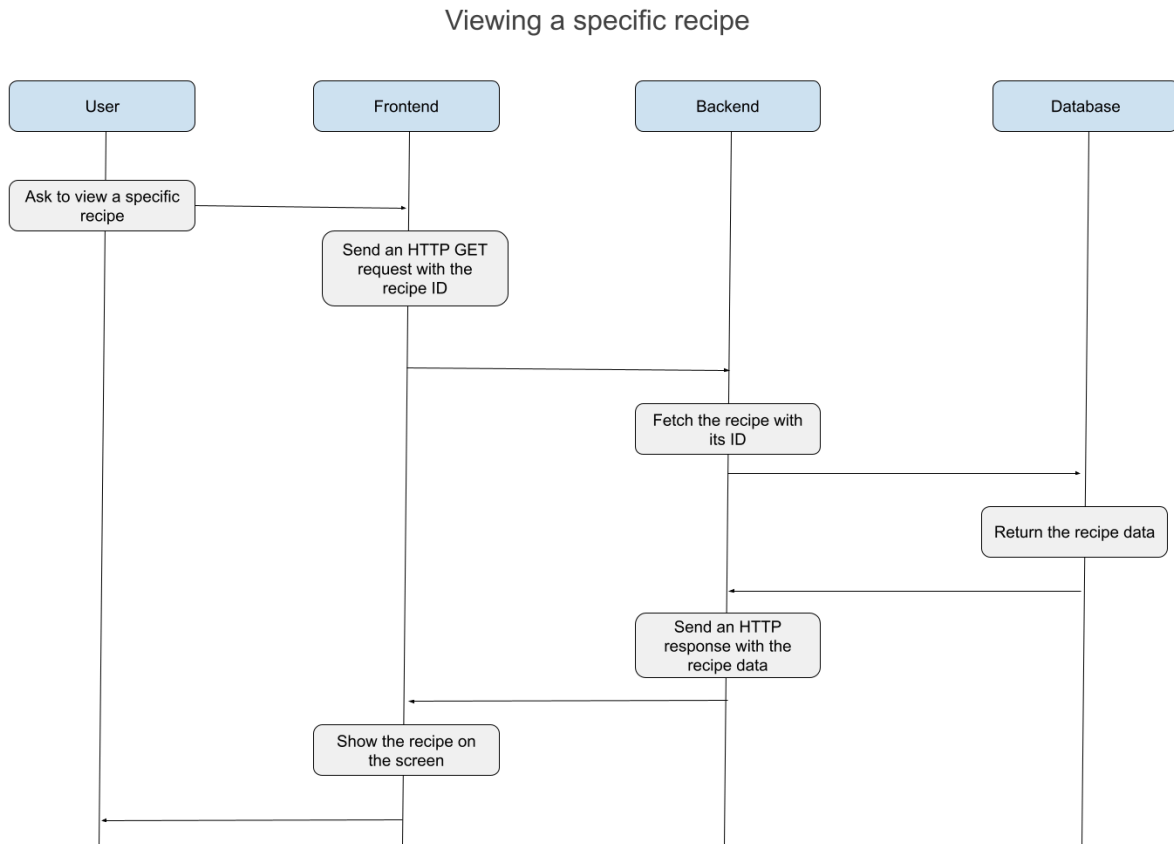 Viewing a specific recipe
User
Frontend
Backend
Database
Ask to view a specific
recipe
Send an HTTP GET
request with the
recipe ID
Fetch the recipe with
its ID
Return the recipe data
Send an HTTP
response with the
recipe data
Show the recipe on
the screen